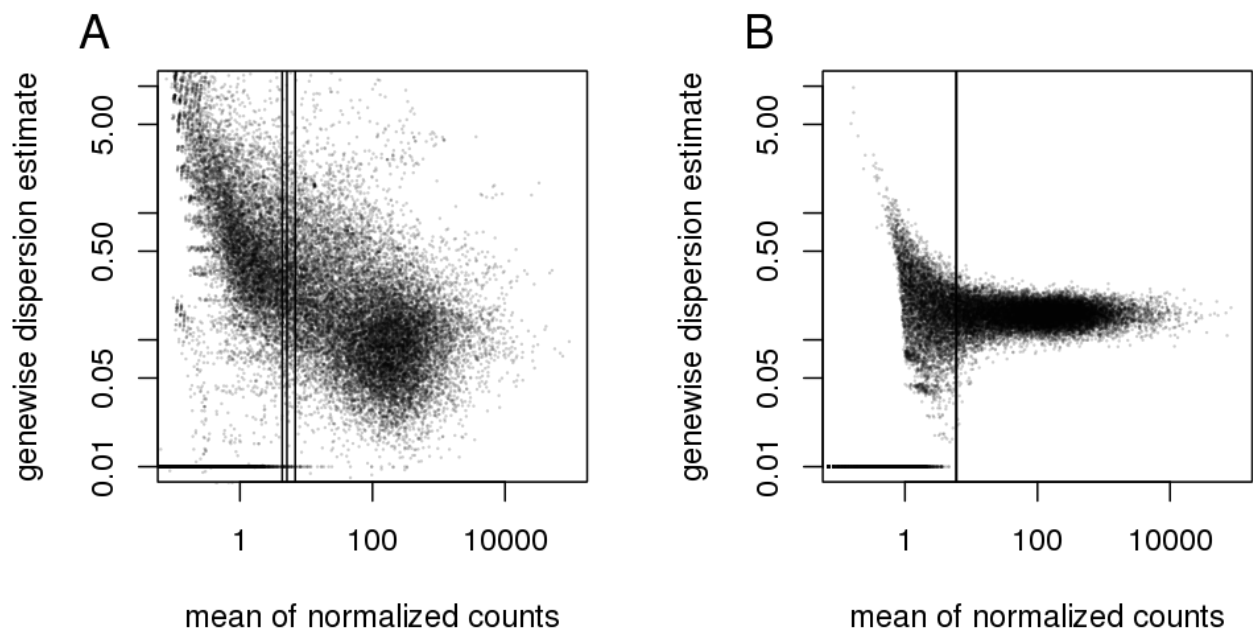 A
genewise dispersion estimate
5.00
0.50
0.05
0.01
1
100
10000
mean of normalized counts
B
genewise dispersion estimate
5.00
0.50
0.05
0.01
1
100
10000
mean of normalized counts